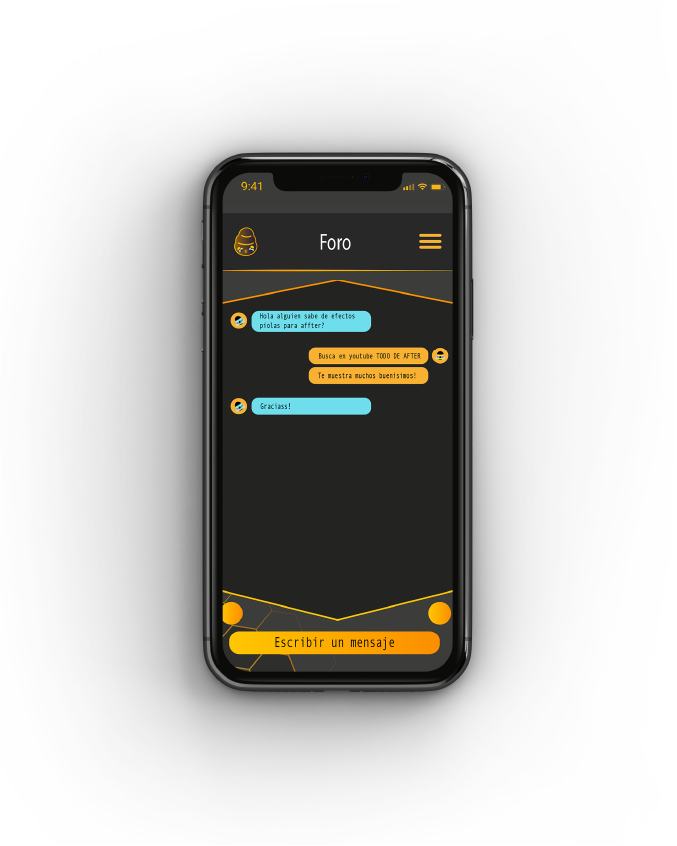 9:41
Foro
Hola alguien sabe de efectos
piolas para affter?
Busca en youtube TODO DE AFTER
Te muestra muchos buenisimos!
Graciass!
Escribir un mensaje